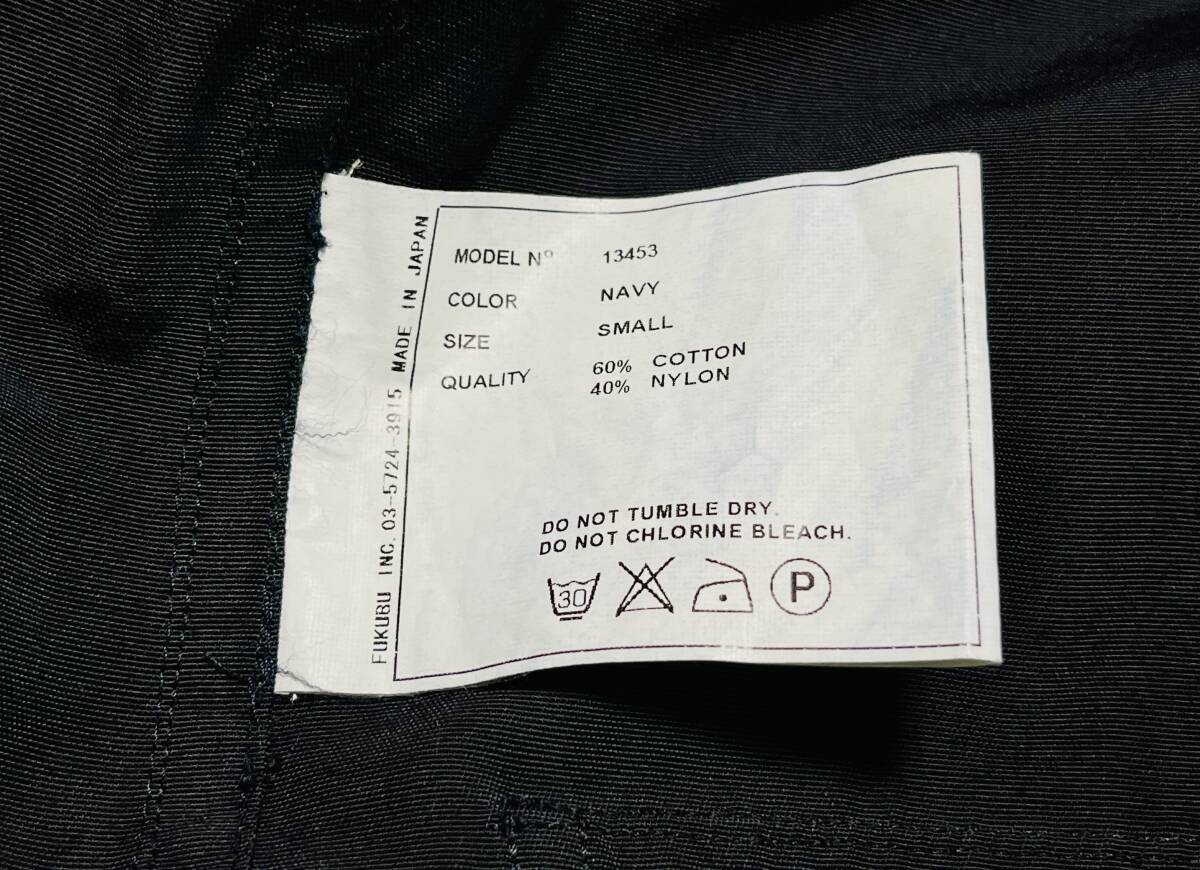 MODEL Nº 13453
COLOR NAVY
SIZE SMALL
QUALITY 60% COTTON
40% NYLON
DO NOT TUMBLE DRY.
DO NOT CHLORINE BLEACH.
30
P
FUKUBU INC. 03-5724-3915 MADE IN JAPAN